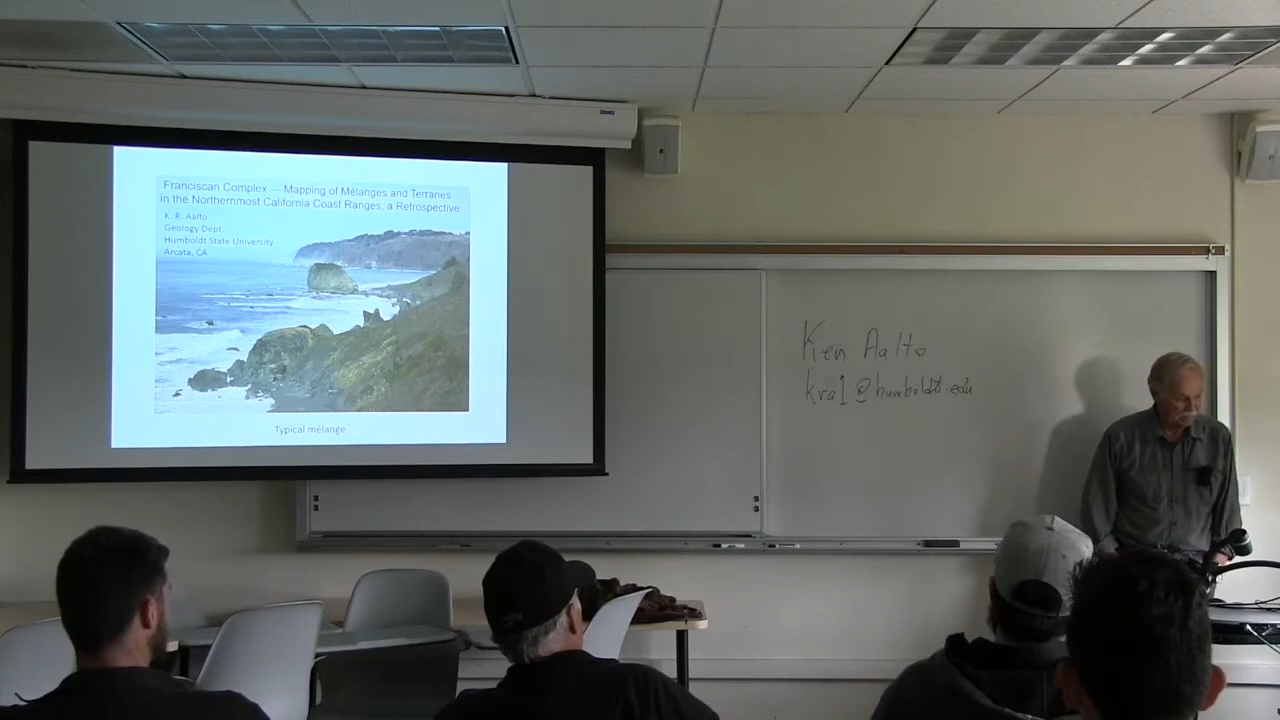 Franciscan Complex — Mapping of Mélanges and Terranes
in the Northernmost California Coast Ranges, a Retrospective
K. R. Aalto
Geology Dept.
Humboldt State University
Arcata, CA
Typical mélange
Ken Aalto
kra1@humboldt.edu